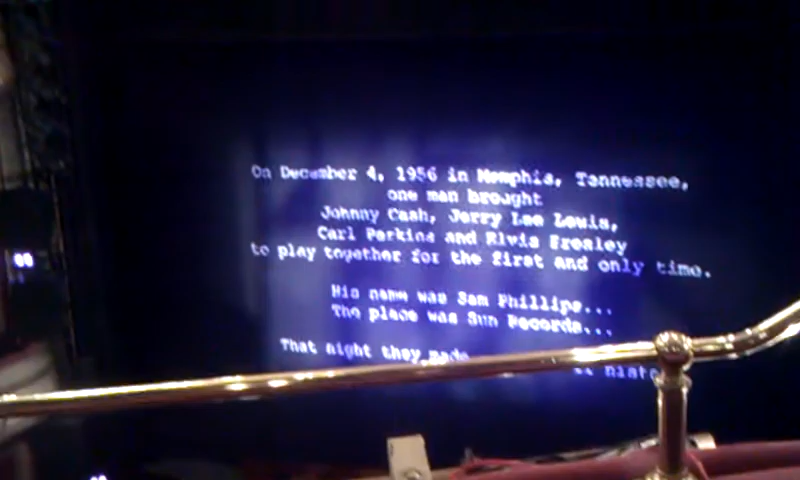 On December 4, 1956 in Memphis, Tennessee,
one man brought
Johnny Cash, Jerry Lee Lewis,
Carl Perkins and Elvis Presley
to play together for the first and only time.
His name was Sam Phillips...
The place was Sun Records...
That night they made